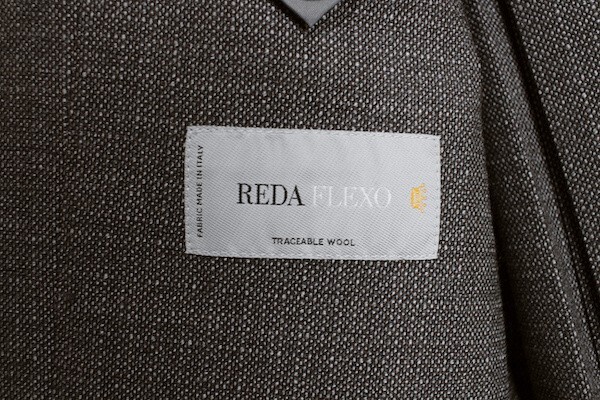 FABRIC MADE IN ITALY
REDA FLEXO
TRACEABLE WOOL